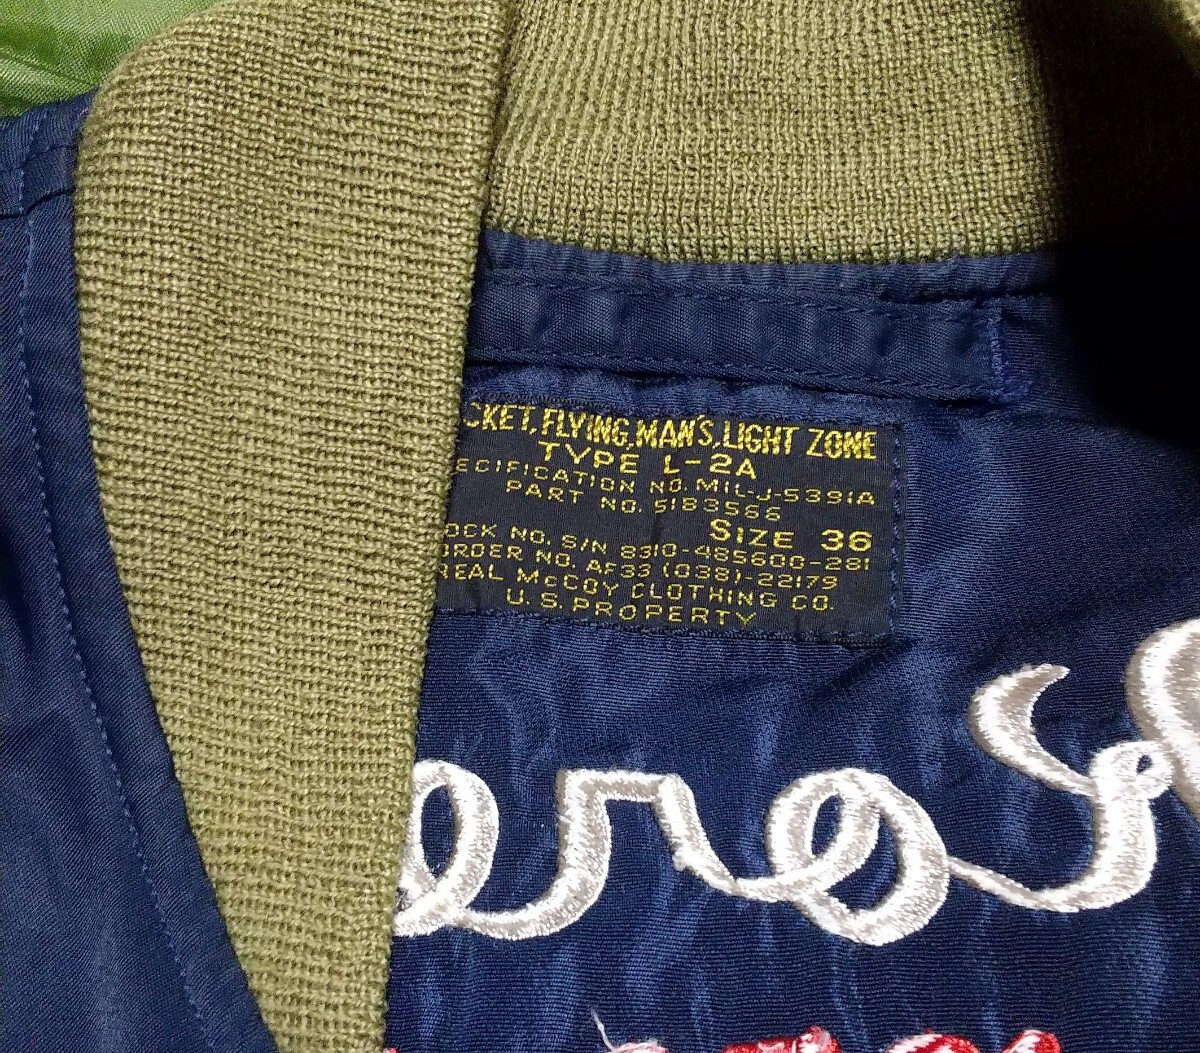 CKET, FLYING, MAN'S, LIGHT ZONE
TYPE L-2A
ECIFICATION NO. MIL-J-5391A
PART NO. 5183566
SIZE 36
OCK NO. S/N 8310-485600-281
ORDER NO. AF33 (038)-22179
REAL McCOY CLOTHING CO.
U.S. PROPERTY
ero